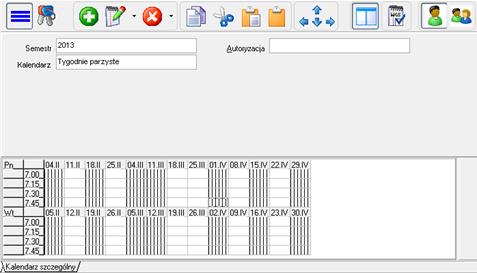 Semestr 2013 Autoryzacja
Kalendarz Tygodnie parzyste
Pn. 04.II 11.II 18.II 25.II 04.III 11.III 18.III 25.III 01.IV 08.IV 15.IV 22.IV 29.IV
7.00
7.15
7.30
7.45
Wt. 05.II 12.II 19.II 26.II 05.III 12.III 19.III 26.III 02.IV 09.IV 16.IV 23.IV 30.IV
7.00
7.15
7.30
7.45
Kalendarz szczególny